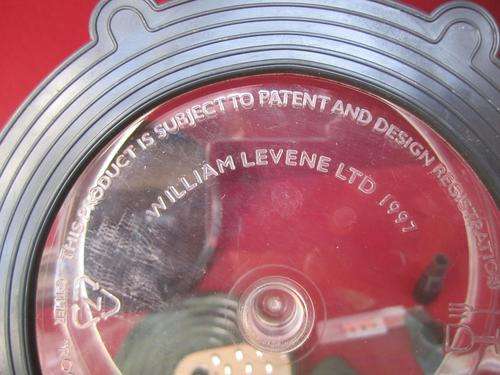 THIS PRODUCT IS SUBJECT TO PATENT AND DESIGN REGISTRATION
WILLIAM LEVENE LTD 1997